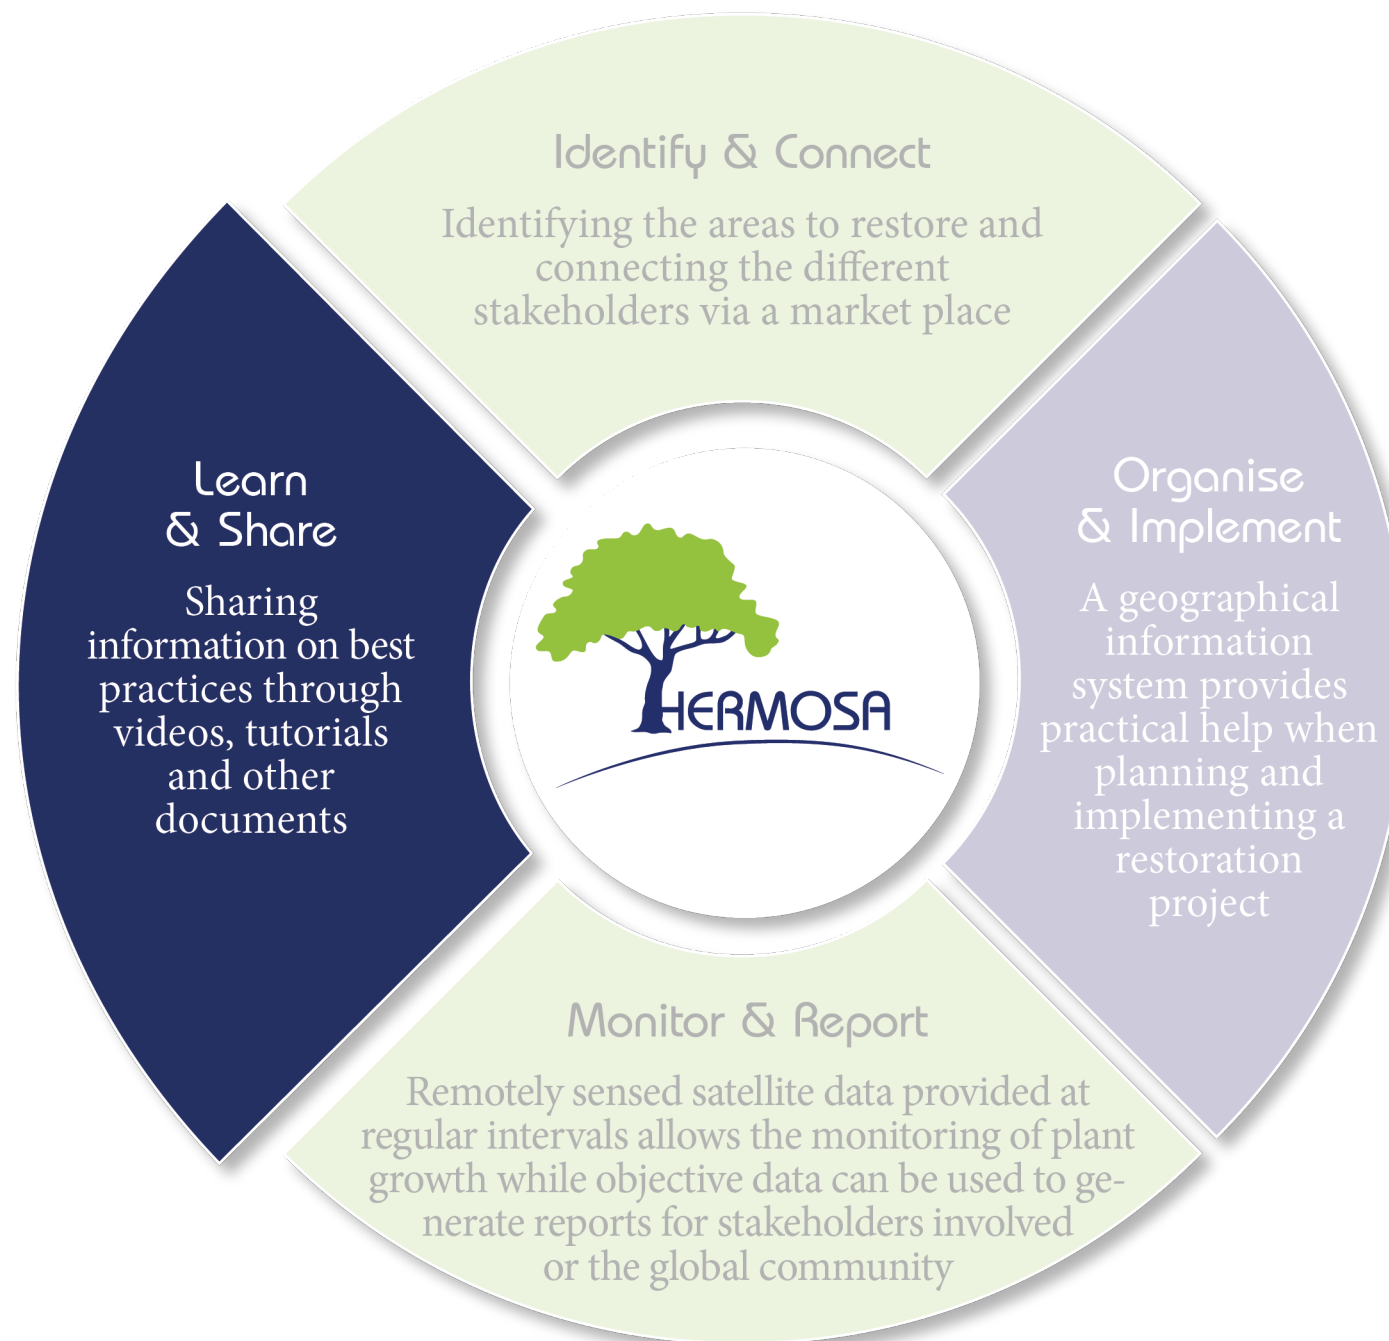 Identify & Connect
Identifying the areas to restore and
connecting the different
stakeholders via a market place
Learn
& Share
Sharing
information on best
practices through
videos, tutorials
and other
documents
HERMOSA
Organise
& Implement
A geographical
information
system provides
practical help when
planning and
implementing a
restoration
project
Monitor & Report
Remotely sensed satellite data provided at
regular intervals allows the monitoring of plant
growth while objective data can be used to ge-
nerate reports for stakeholders involved
or the global community